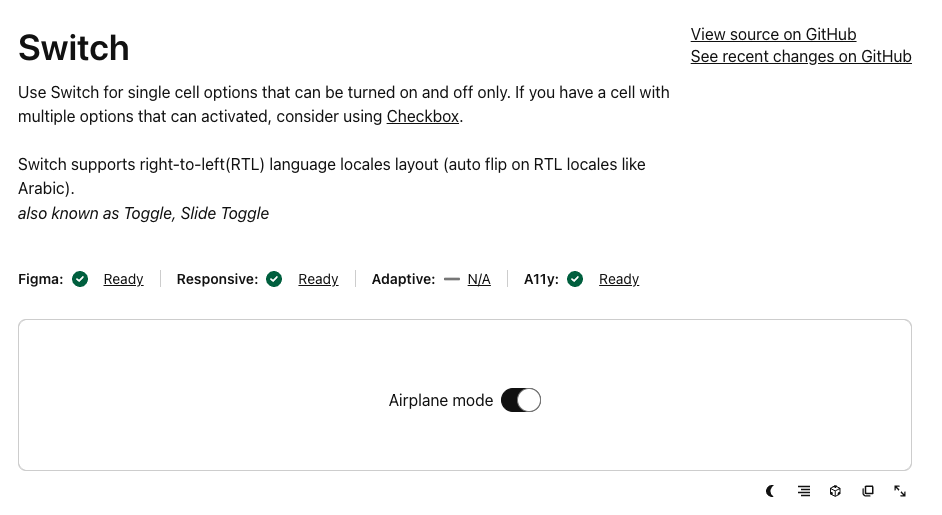 Switch
View source on GitHub
See recent changes on GitHub
Use Switch for single cell options that can be turned on and off only. If you have a cell with
multiple options that can activated, consider using Checkbox.
Switch supports right-to-left(RTL) language locales layout (auto flip on RTL locales like
Arabic).
also known as Toggle, Slide Toggle
Figma: Ready Responsive: Ready Adaptive: N/A A11y: Ready
Airplane mode